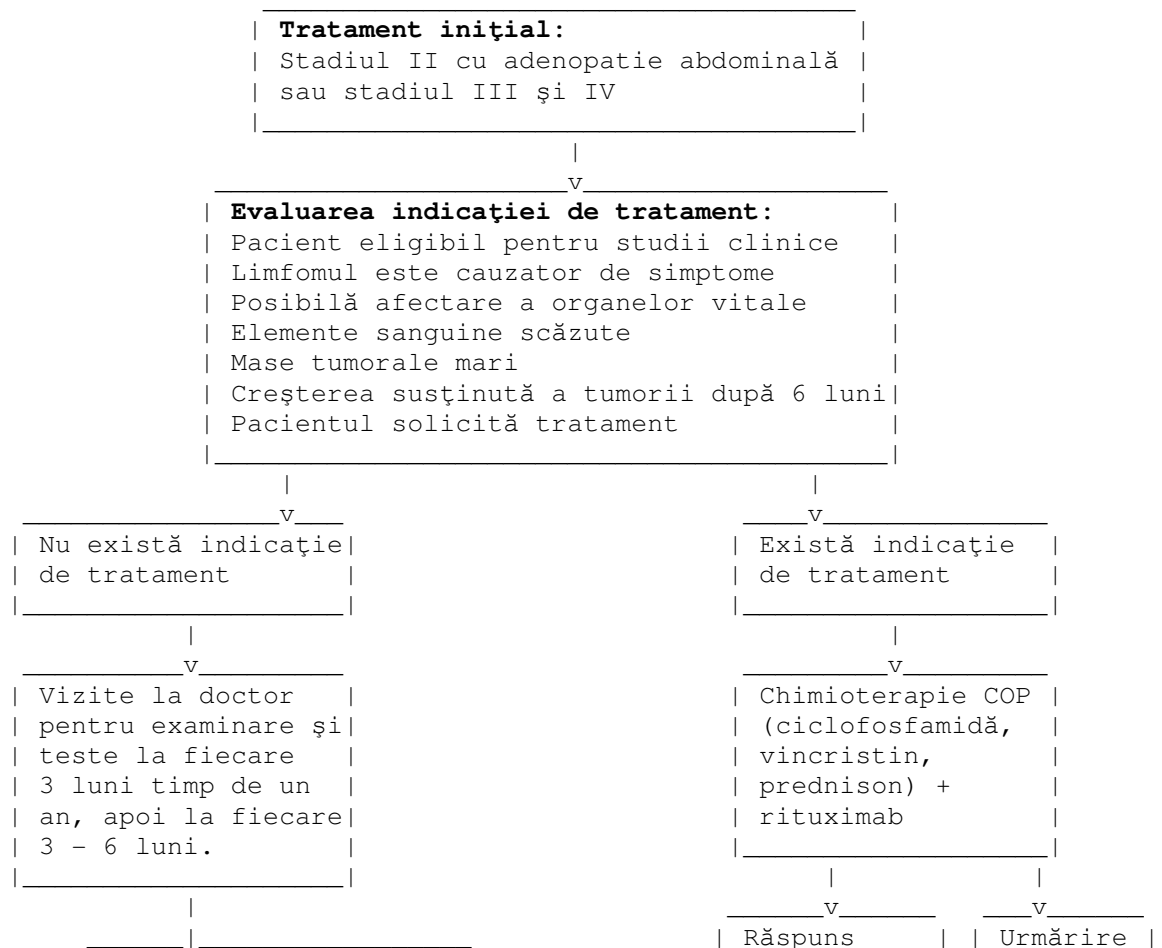 Tratament iniţial:
Stadiul II cu adenopatie abdominală
sau stadiul III şi IV
Evaluarea indicaţiei de tratament:
Pacient eligibil pentru studii clinice
Limfomul este cauzator de simptome
Posibilă afectare a organelor vitale
Elemente sanguine scăzute
Mase tumorale mari
Creşterea susţinută a tumorii după 6 luni
Pacientul solicită tratament
Nu există indicaţie
de tratament
Există indicaţie
de tratament
Vizite la doctor
pentru examinare şi
teste la fiecare
3 luni timp de un
an, apoi la fiecare
3 – 6 luni.
Chimioterapie COP
(ciclofosfamidă,
vincristin,
prednison) +
rituximab
Răspuns
Urmărire